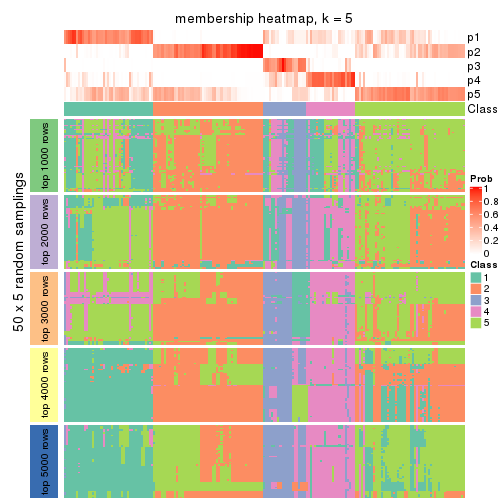 membership heatmap, k = 5
p1
p2
p3
p4
p5
Class
50 x 5 random samplings
top 1000 rows
top 2000 rows
top 3000 rows
top 4000 rows
top 5000 rows
Prob
1
0.8
0.6
0.4
0.2
0
Class
1
2
3
4
5